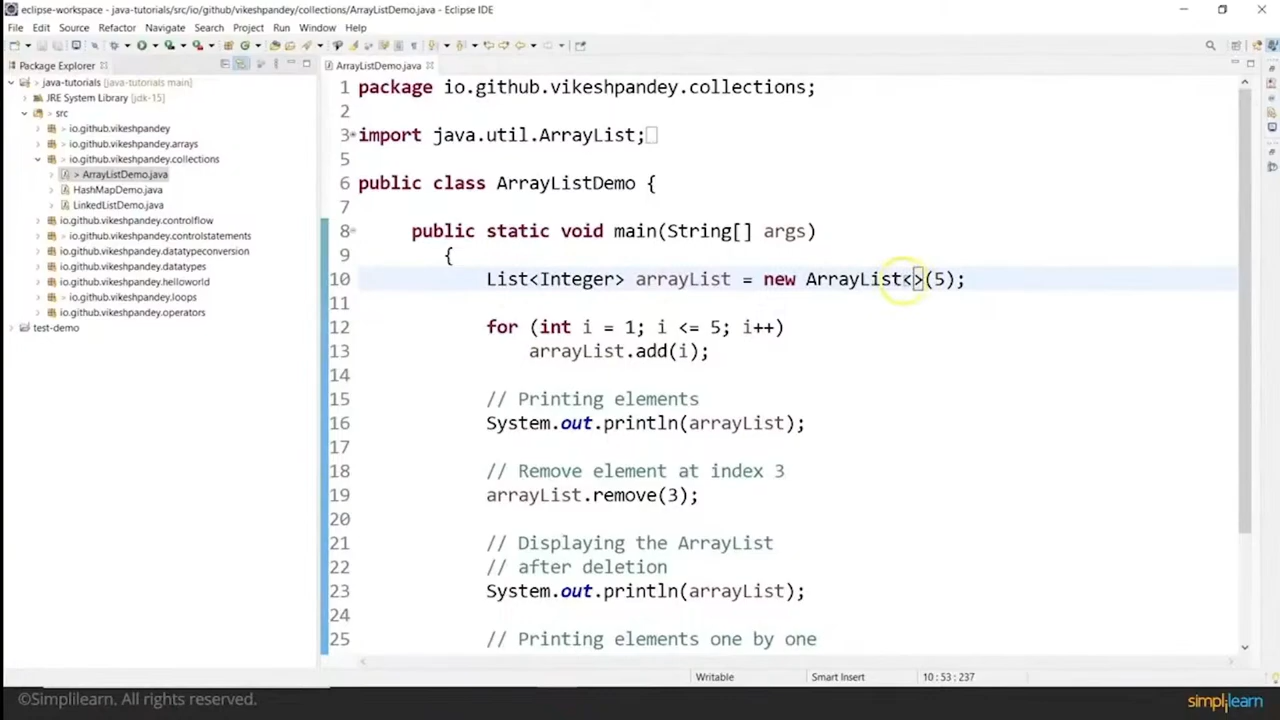 eclipse-workspace - java-tutorials/src/io/github/vikeshpandey/collections/ArrayListDemo.java - Eclipse IDE
File Edit Source Refactor Navigate Search Project Run Window Help
Package Explorer
java-tutorials [java-tutorials main]
JRE System Library [jdk-15]
src
io.github.vikeshpandey
io.github.vikeshpandey.arrays
io.github.vikeshpandey.collections
> ArrayListDemo.java
HashMapDemo.java
LinkedListDemo.java
io.github.vikeshpandey.controlflow
io.github.vikeshpandey.controlstatements
io.github.vikeshpandey.datatypeconversion
io.github.vikeshpandey.datatypes
io.github.vikeshpandey.helloworld
io.github.vikeshpandey.loops
io.github.vikeshpandey.operators
test-demo
ArrayListDemo.java
1 package io.github.vikeshpandey.collections;
2
3 import java.util.ArrayList;
5
6 public class ArrayListDemo {
7
8 public static void main(String[] args)
9 {
10 List<Integer> arrayList = new ArrayList<>(5);
11
12 for (int i = 1; i <= 5; i++)
13 arrayList.add(i);
14
15 // Printing elements
16 System.out.println(arrayList);
17
18 // Remove element at index 3
19 arrayList.remove(3);
20
21 // Displaying the ArrayList
22 // after deletion
23 System.out.println(arrayList);
24
25 // Printing elements one by one
Writable Smart Insert 10 : 53 : 237
©Simplilearn. All rights reserved.
simplilearn